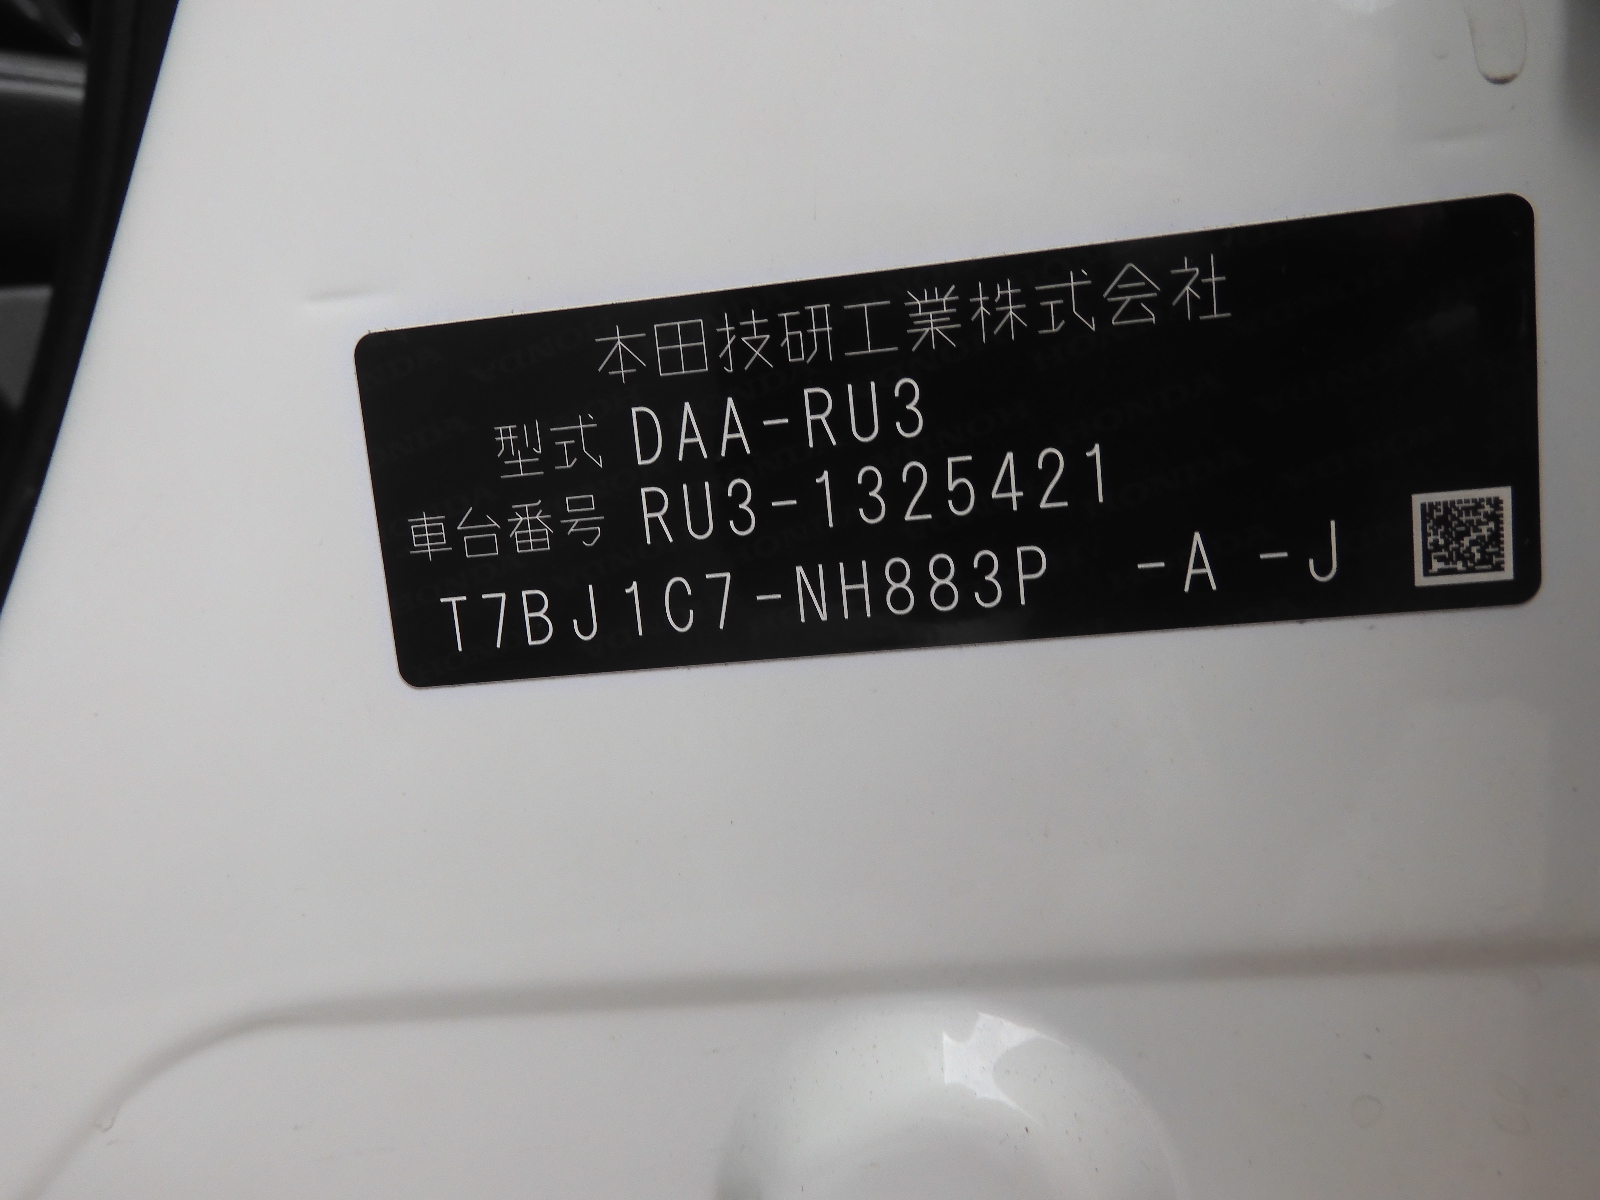 本田技研工業株式会社
型式 DAA-RU3
車台番号 RU3-1325421
T7BJ1C7-NH883P -A -J